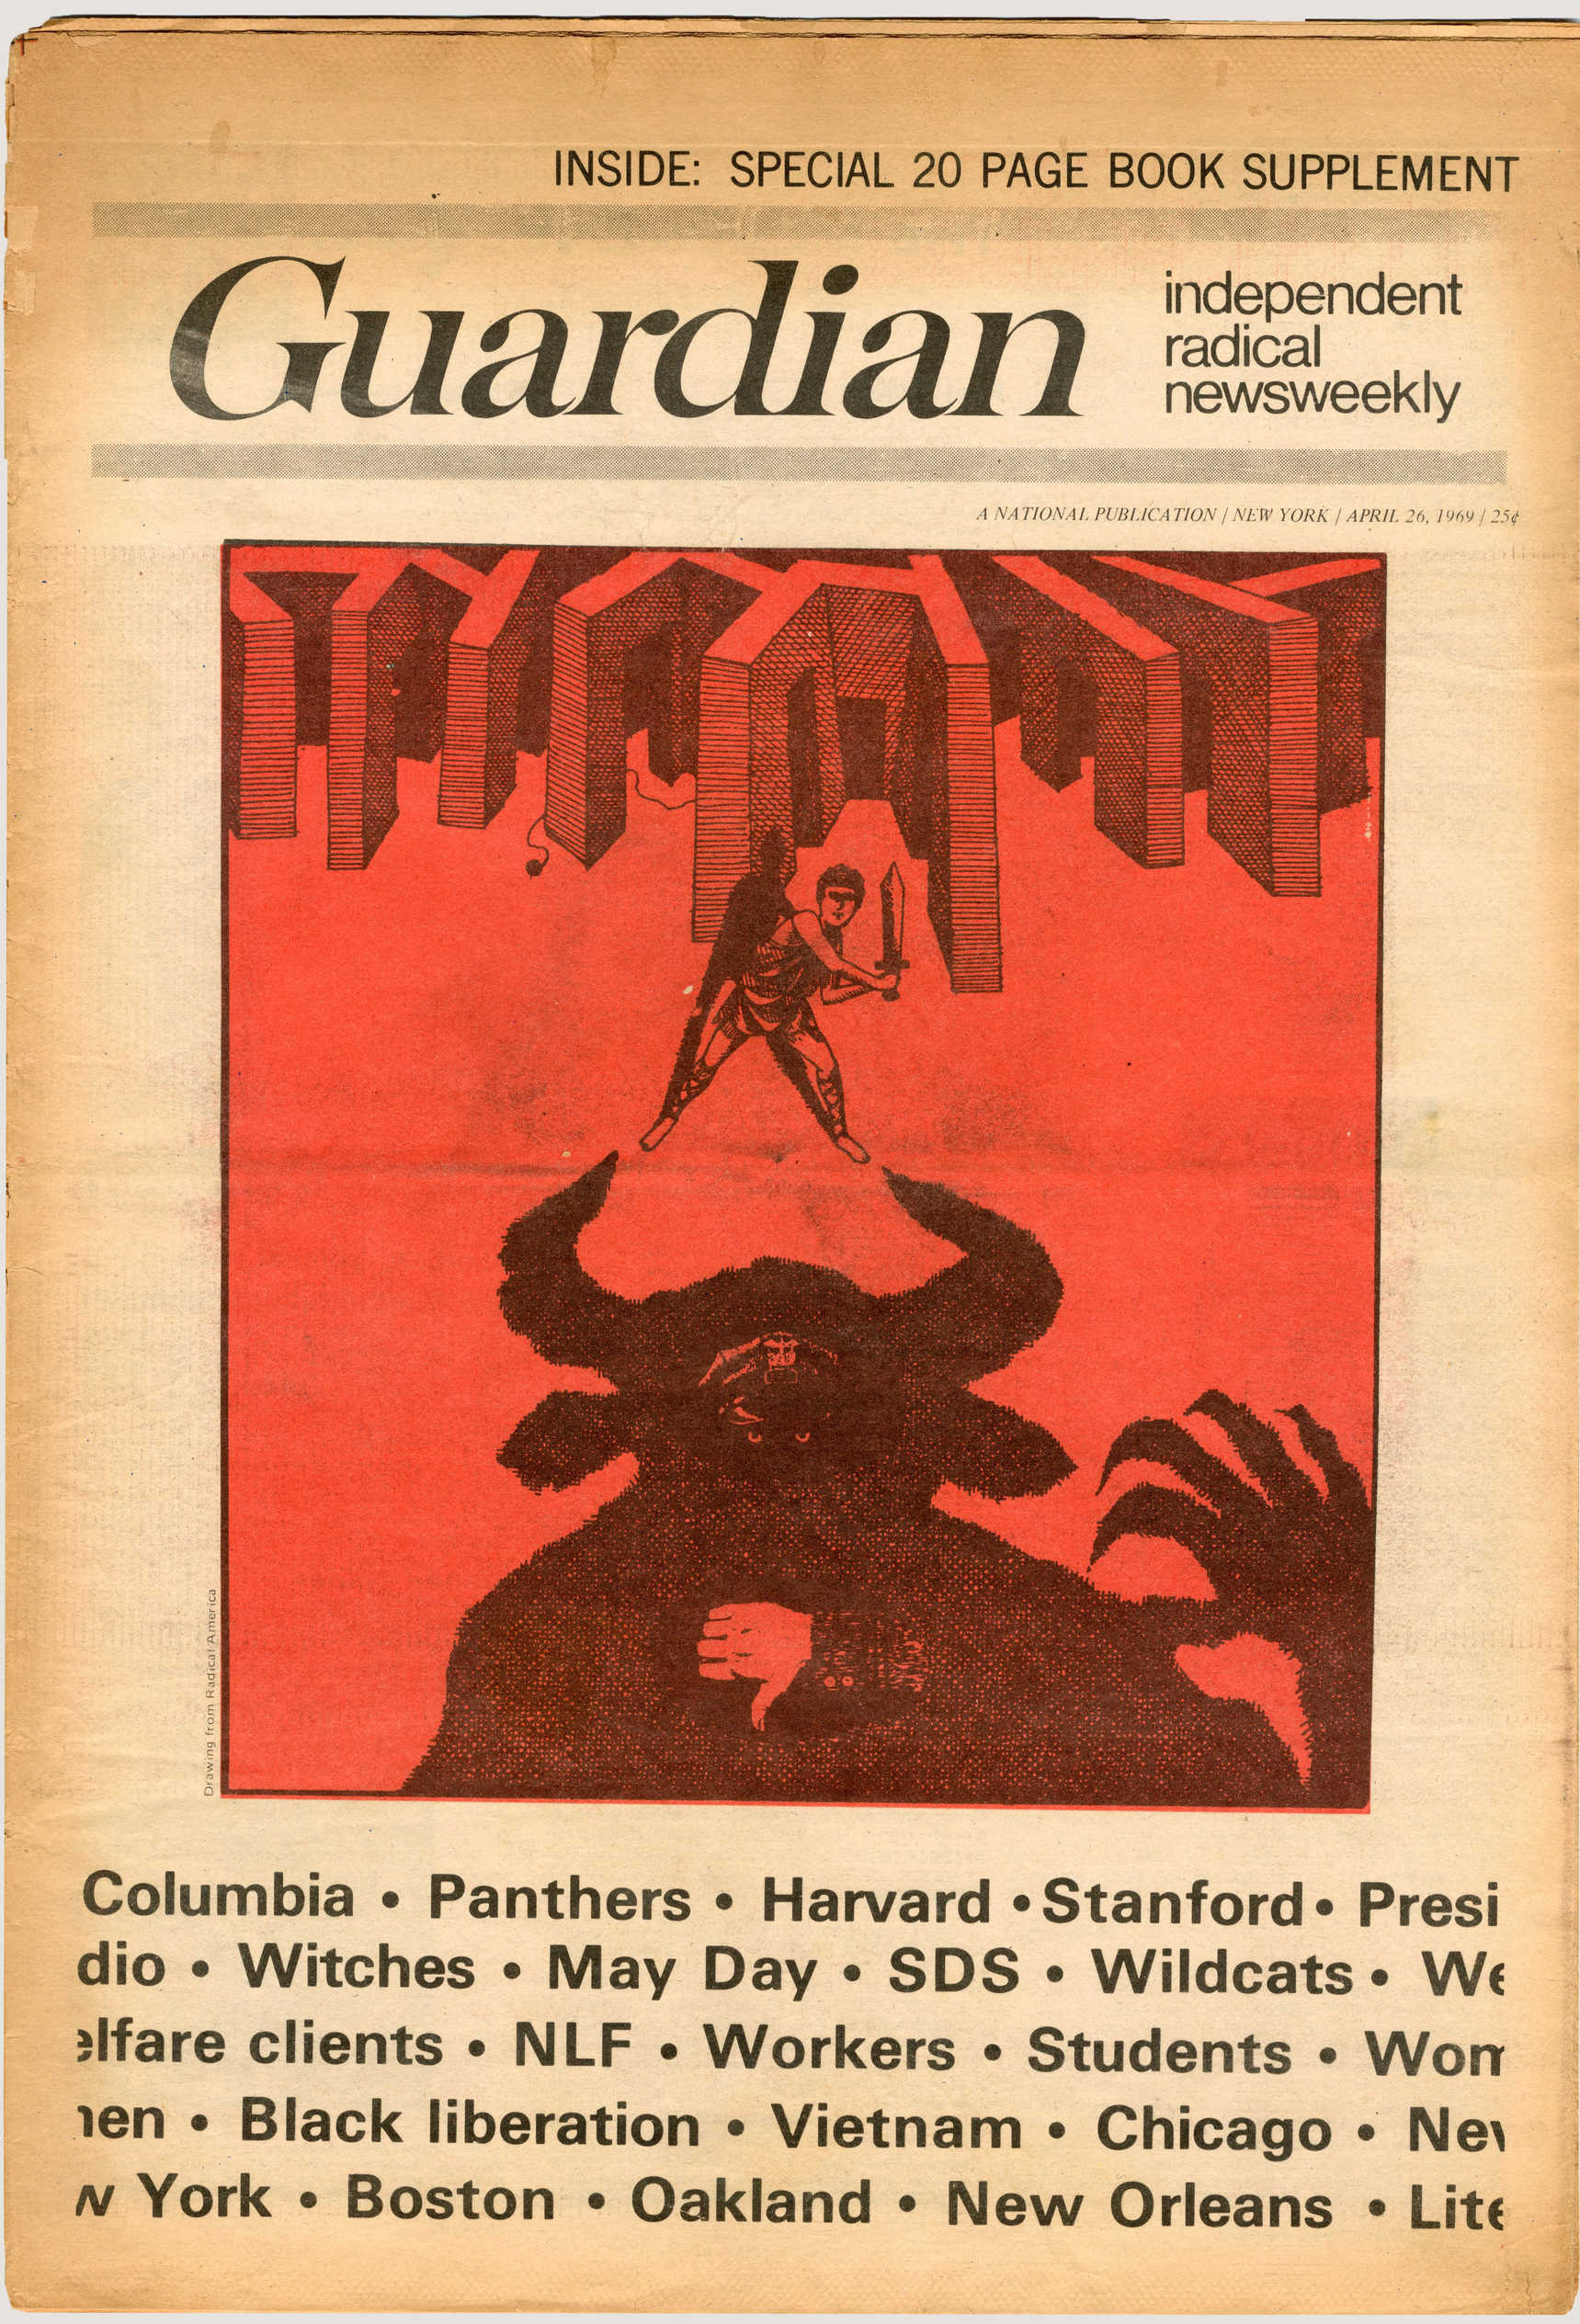 INSIDE: SPECIAL 20 PAGE BOOK SUPPLEMENT
Guardian
independent
radical
newsweekly
A NATIONAL PUBLICATION / NEW YORK / APRIL 26, 1969 / 25¢
Drawing from Radical America
Columbia • Panthers • Harvard • Stanford • Presi
dio • Witches • May Day • SDS • Wildcats • We
elfare clients • NLF • Workers • Students • Wom
nen • Black liberation • Vietnam • Chicago • New
w York • Boston • Oakland • New Orleans • Lite